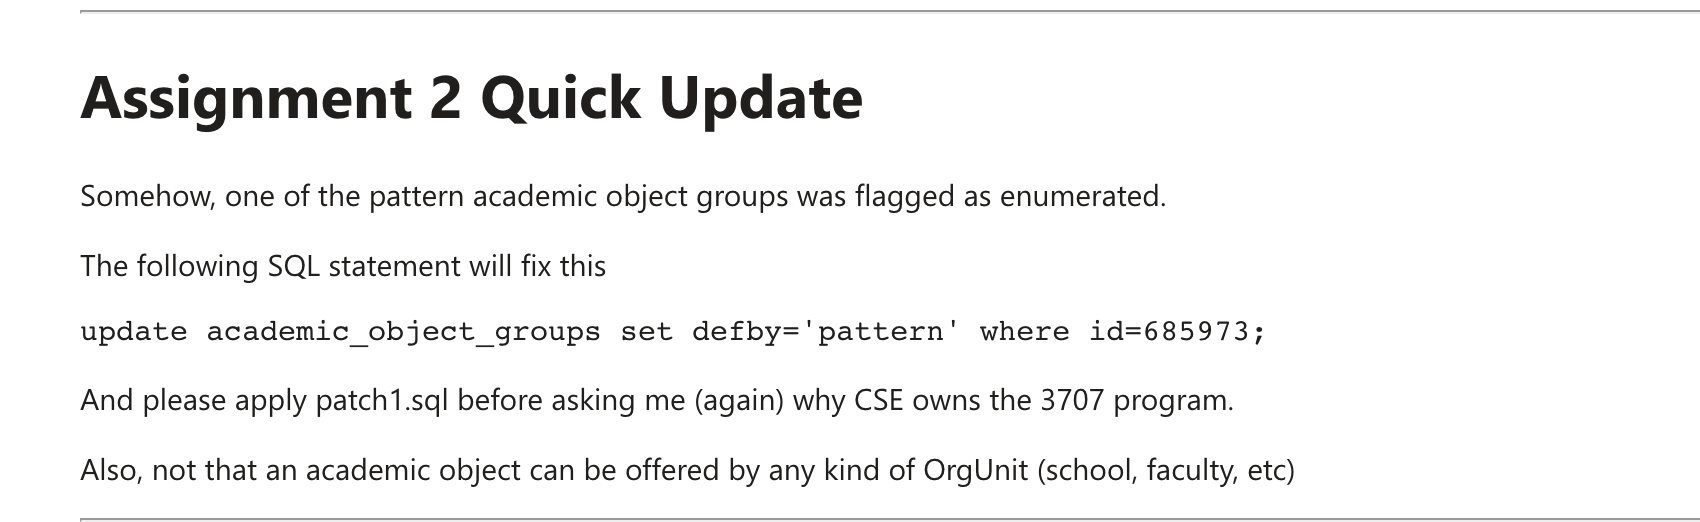 Assignment 2 Quick Update
Somehow, one of the pattern academic object groups was flagged as enumerated.
The following SQL statement will fix this
update academic_object_groups set defby='pattern' where id=685973;
And please apply patch1.sql before asking me (again) why CSE owns the 3707 program.
Also, not that an academic object can be offered by any kind of OrgUnit (school, faculty, etc)